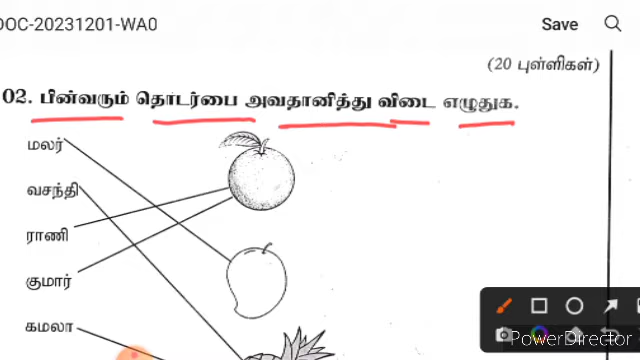 DOC-20231201-WA0
Save
(20 புள்ளிகள்)
02. பின்வரும் தொடர்பை அவதானித்து விடை எழுதுக.
மலர்
வசந்தி
ராணி
குமார்
கமலா
PowerDirector